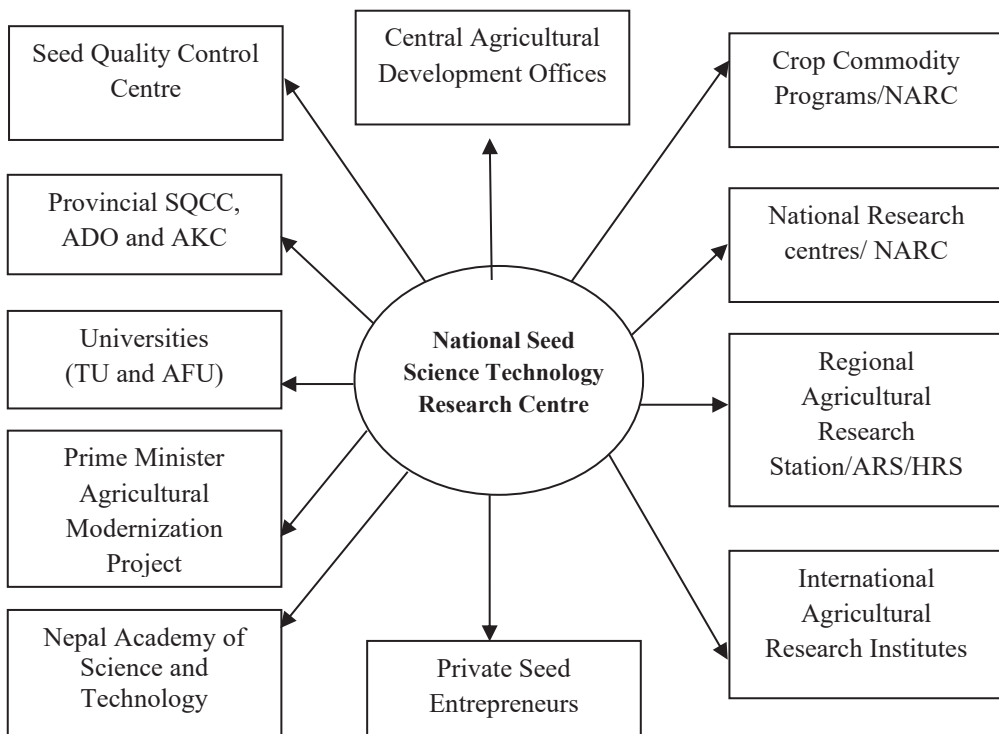 Seed Quality Control
Centre
Central Agricultural
Development Offices
Crop Commodity
Programs/NARC
Provincial SQCC,
ADO and AKC
National Research
centres/ NARC
Universities
(TU and AFU)
National Seed
Science Technology
Research Centre
Regional
Agricultural
Research
Station/ARS/HRS
Prime Minister
Agricultural
Modernization
Project
International
Agricultural
Research Institutes
Nepal Academy of
Science and
Technology
Private Seed
Entrepreneurs